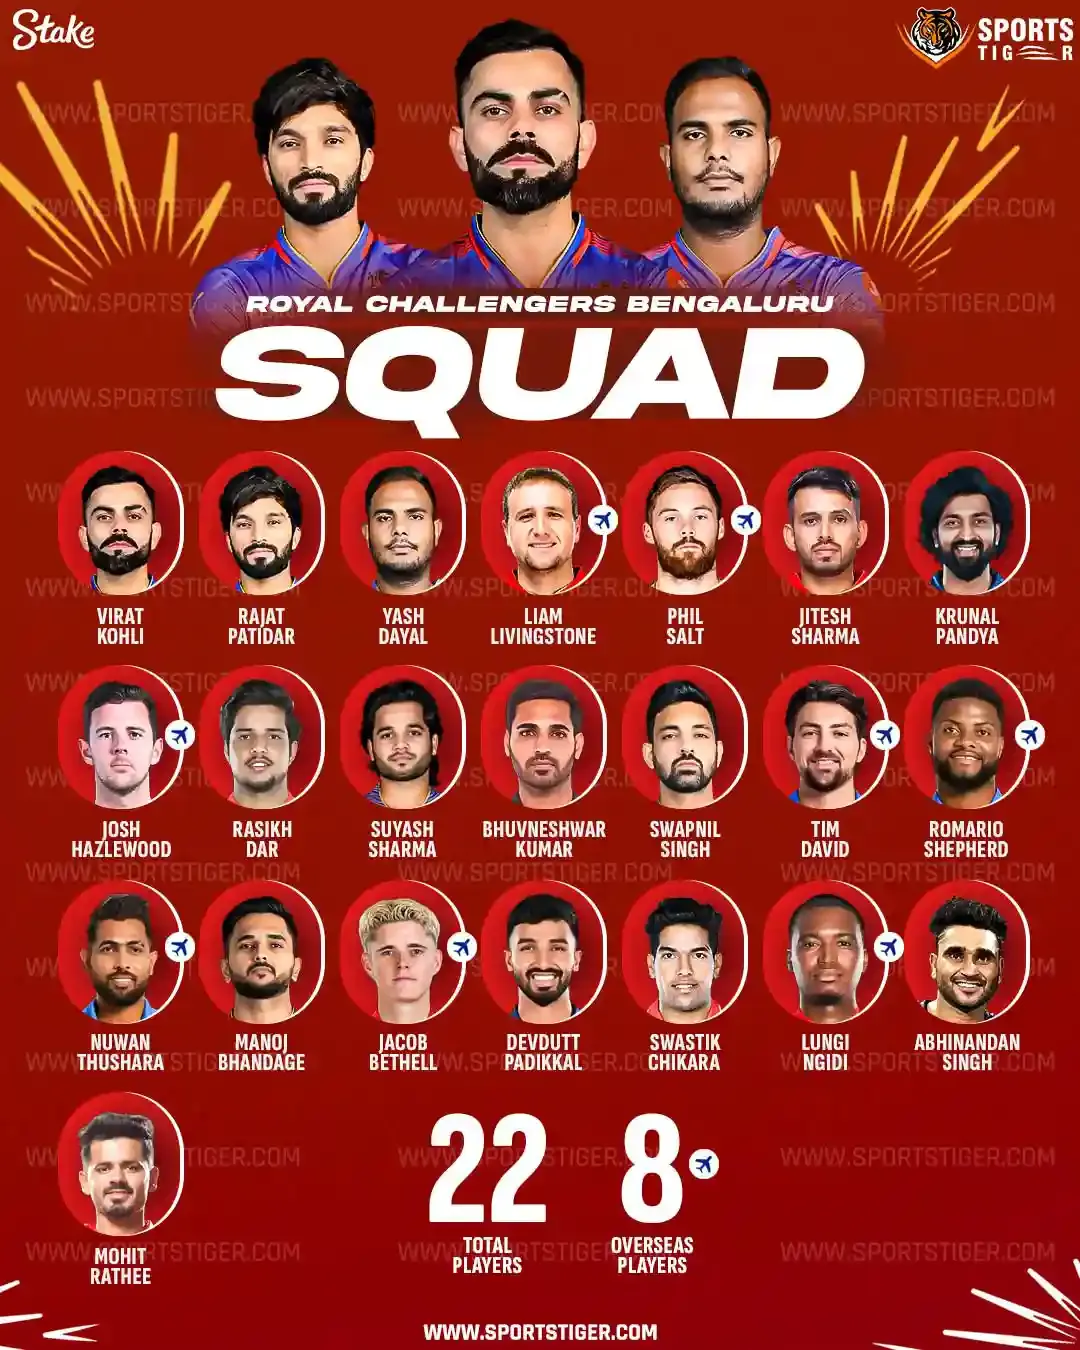 Stake
SPORTS
TIGER
ROYAL CHALLENGERS BENGALURU
SQUAD
VIRAT
KOHLI
RAJAT
PATIDAR
YASH
DAYAL
LIAM
LIVINGSTONE
PHIL
SALT
JITESH
SHARMA
KRUNAL
PANDYA
JOSH
HAZLEWOOD
RASIKH
DAR
SUYASH
SHARMA
BHUVNESHWAR
KUMAR
SWAPNIL
SINGH
TIM
DAVID
ROMARIO
SHEPHERD
NUWAN
THUSHARA
MANOJ
BHANDAGE
JACOB
BETHELL
DEVDUTT
PADIKKAL
SWASTIK
CHIKARA
LUNGI
NGIDI
ABHINANDAN
SINGH
MOHIT
RATHEE
22
TOTAL
PLAYERS
8
OVERSEAS
PLAYERS
WWW.SPORTSTIGER.COM